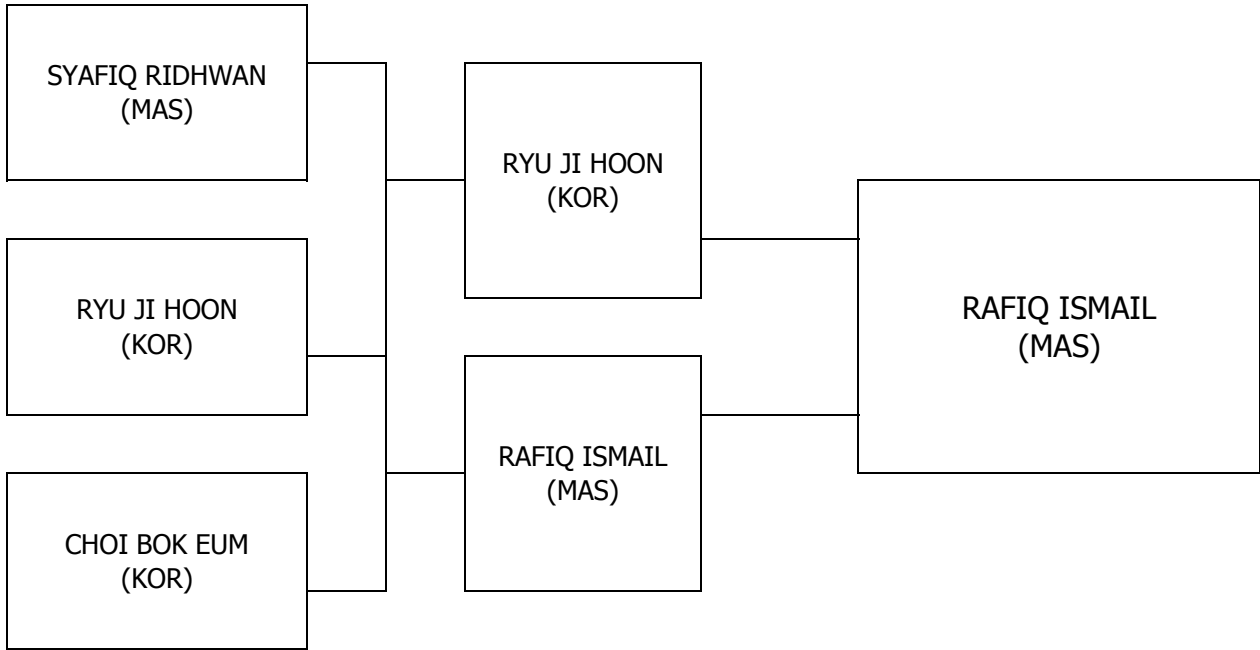 SYAFIQ RIDHWAN
(MAS)
RYU JI HOON
(KOR)
CHOI BOK EUM
(KOR)
RYU JI HOON
(KOR)
RAFIQ ISMAIL
(MAS)
RAFIQ ISMAIL
(MAS)